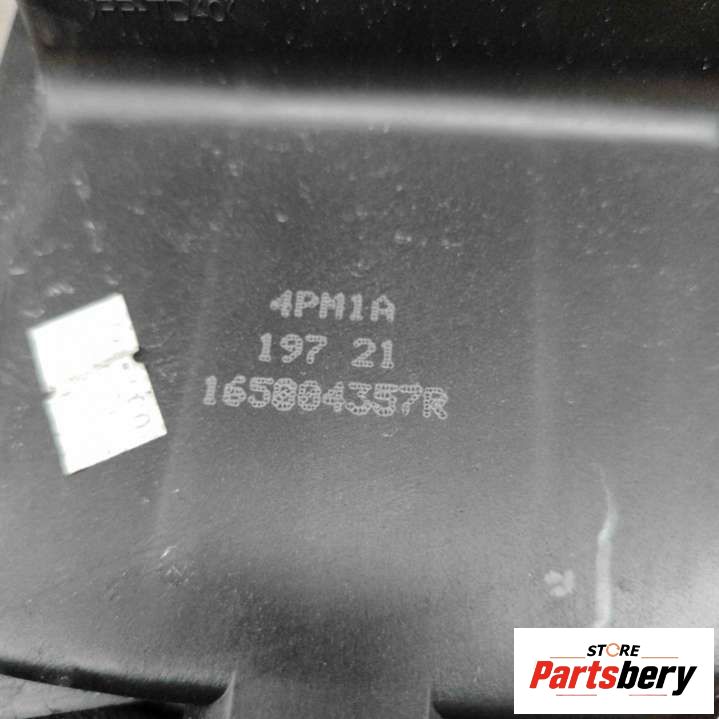 4PM1A
197 21
165804357R
STORE
Partsbery